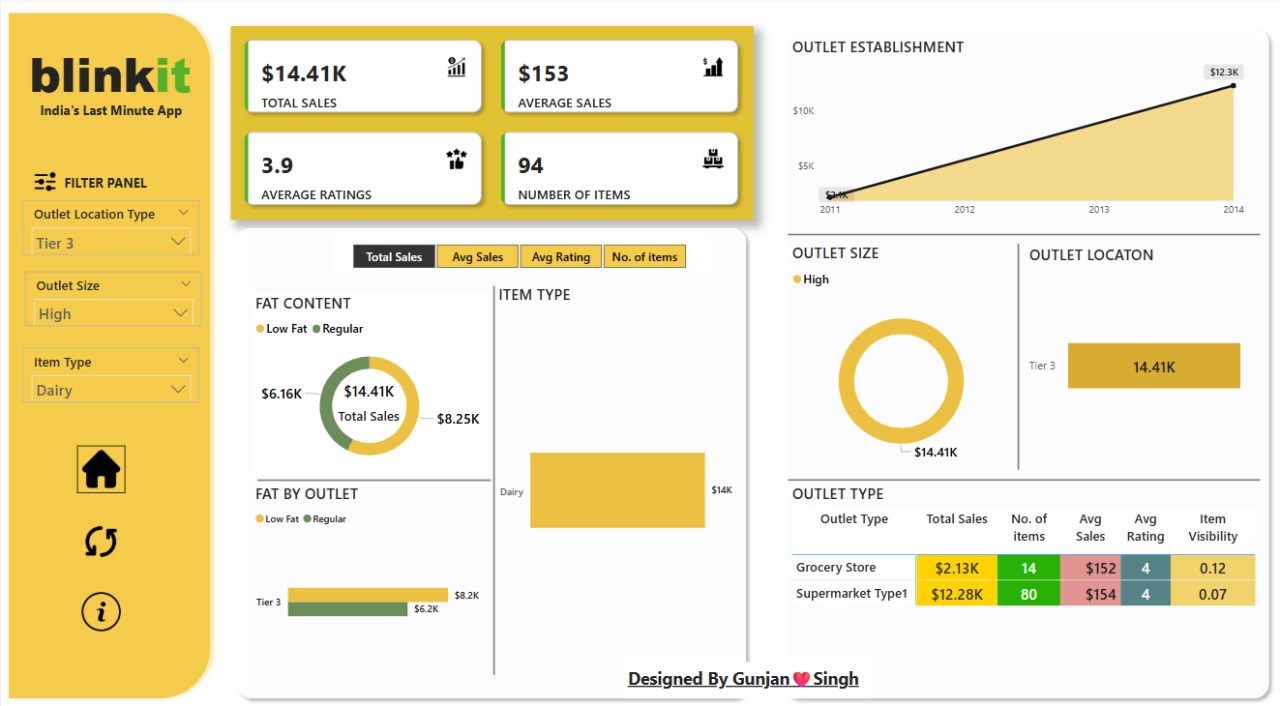 blinkit
India's Last Minute App
FILTER PANEL
Outlet Location Type
Tier 3
Outlet Size
High
Item Type
Dairy
$14.41K
TOTAL SALES
$153
AVERAGE SALES
3.9
AVERAGE RATINGS
94
NUMBER OF ITEMS
Total Sales Avg Sales Avg Rating No. of items
FAT CONTENT
Low Fat Regular
$6.16K
$14.41K
Total Sales
$8.25K
FAT BY OUTLET
Low Fat Regular
Tier 3
$8.2K
$6.2K
ITEM TYPE
Dairy
$14K
OUTLET ESTABLISHMENT
$12.3K
$10K
$5K
2011 2012 2013 2014
OUTLET SIZE
High
$14.41K
OUTLET LOCATON
Tier 3
14.41K
OUTLET TYPE
Outlet Type Total Sales No. of items Avg Sales Avg Rating Item Visibility
Grocery Store $2.13K 14 $152 4 0.12
Supermarket Type1 $12.28K 80 $154 4 0.07
Designed By Gunjan❤️Singh